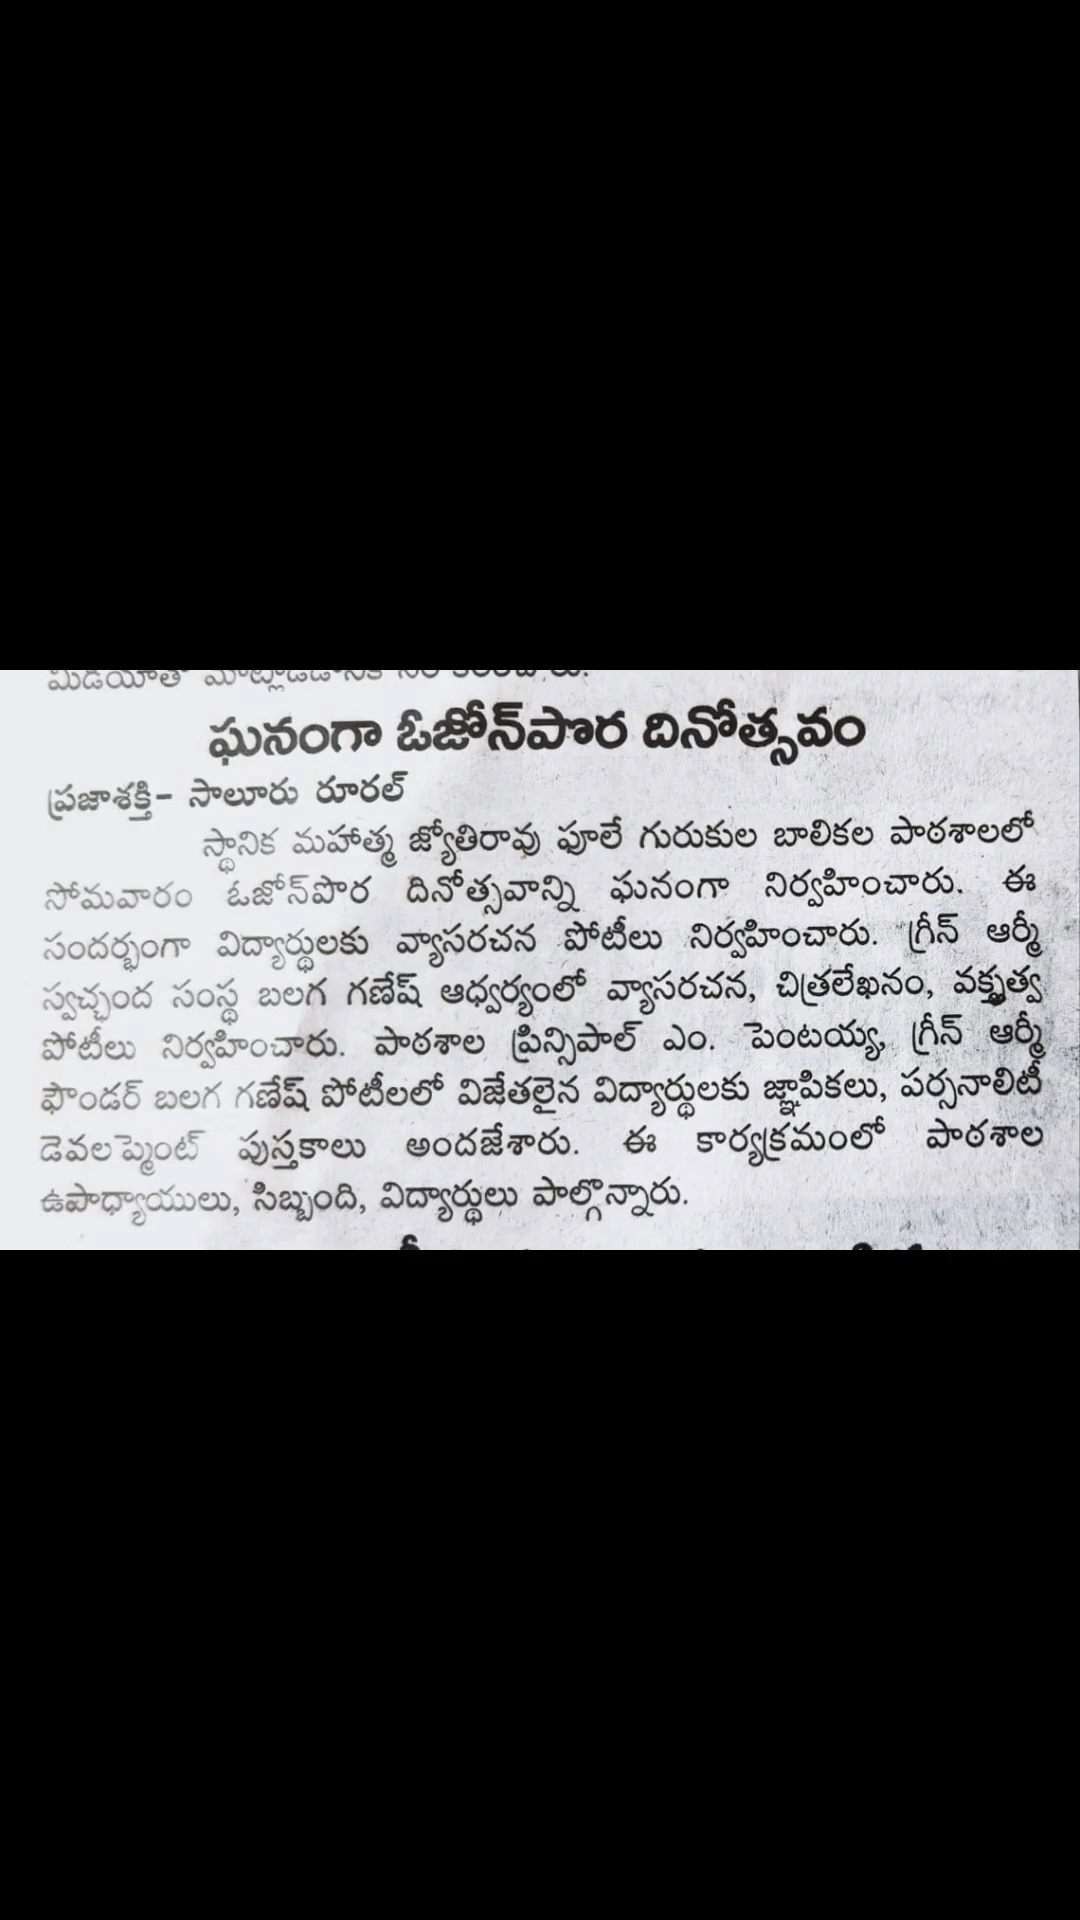 మీడియాతో
ఘనంగా ఓజోన్‌పొర దినోత్సవం
ప్రజాశక్తి- సాలూరు రూరల్
స్థానిక మహాత్మ జ్యోతిరావు ఫూలే గురుకుల బాలికల పాఠశాలలో
సోమవారం ఓజోన్‌పొర దినోత్సవాన్ని ఘనంగా నిర్వహించారు. ఈ
సందర్భంగా విద్యార్థులకు వ్యాసరచన పోటీలు నిర్వహించారు. గ్రీన్ ఆర్మీ
స్వచ్ఛంద సంస్థ బలగ గణేష్ ఆధ్వర్యంలో వ్యాసరచన, చిత్రలేఖనం, వక్తృత్వ
పోటీలు నిర్వహించారు. పాఠశాల ప్రిన్సిపాల్ ఎం. పెంటయ్య, గ్రీన్ ఆర్మీ
ఫౌండర్ బలగ గణేష్ పోటీలలో విజేతలైన విద్యార్థులకు జ్ఞాపికలు, పర్సనాలిటీ
డెవలప్మెంట్ పుస్తకాలు అందజేశారు. ఈ కార్యక్రమంలో పాఠశాల
ఉపాధ్యాయులు, సిబ్బంది, విద్యార్థులు పాల్గొన్నారు.